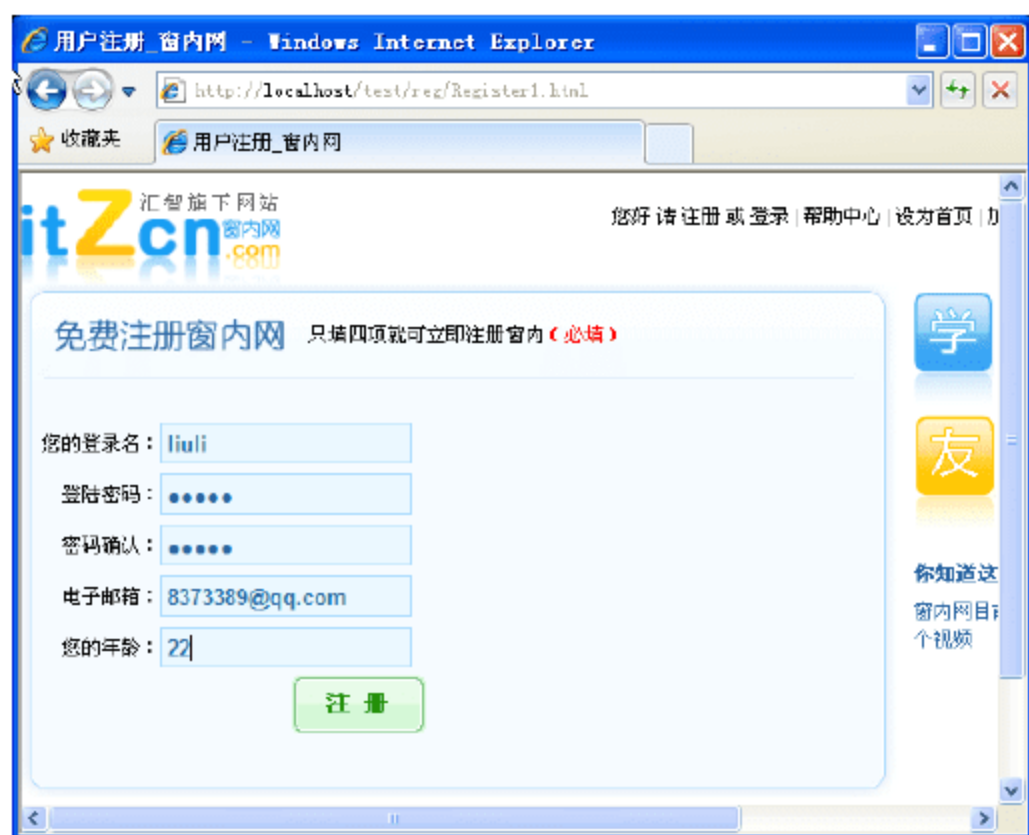 用户注册_窗内网 - Windows Internet Explorer
http://localhost/test/reg/Register1.html
收藏夹
用户注册_窗内网
itZcn
汇智旗下网站
窗内网
.com
您好 请 注册 或 登录 | 帮助中心 | 设为首页 |
免费注册窗内网 只填四项就可立即注册窗内（必填）
学
您的登录名： liuli
友
登陆密码： ●●●●●
密码确认： ●●●●●
电子邮箱： 8373389@qq.com
您的年龄： 22
你知道这
窗内网目
个视频
注 册